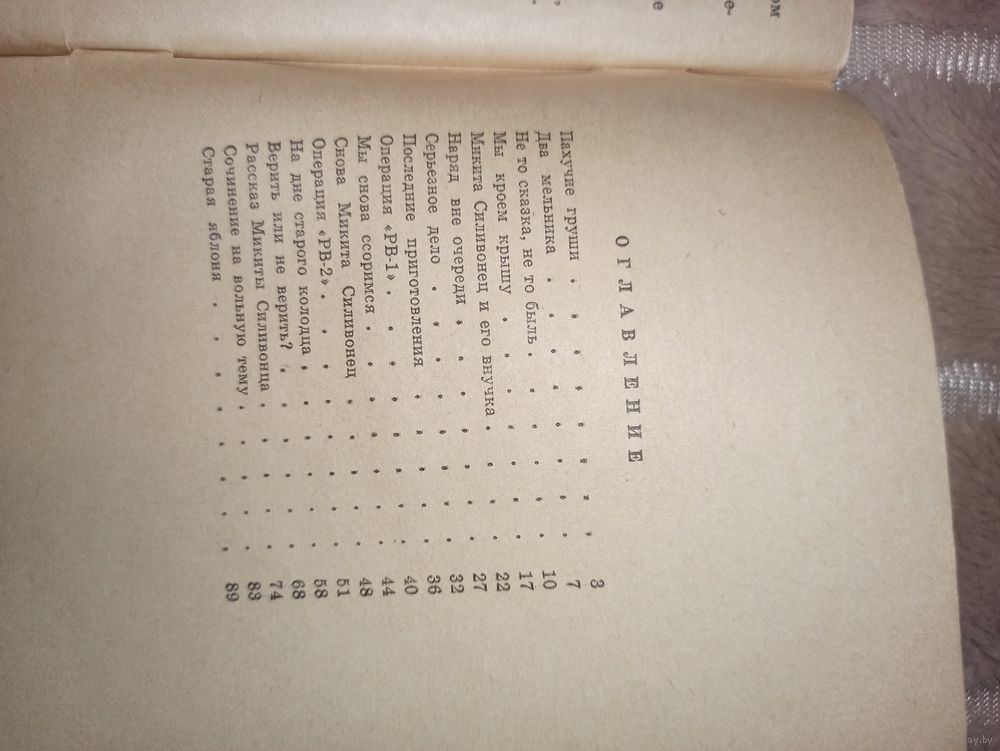 ом
е-
е
ОГЛАВЛЕНИЕ
Пахучие груши . . . . . . . . 3
Два мельника . . . . . . . . 7
Не то сказка, не то быль . . . . . . 10
Мы кроем крышу . . . . . . . 17
Микита Силивонец и его внучка . . . . 22
Наряд вне очереди . . . . . . . 27
Серьезное дело . . . . . . . . 32
Последние приготовления . . . . . 36
Операция «РВ-1» . . . . . . . . 40
Мы снова ссоримся . . . . . . . 44
Снова Микита Силивонец . . . . . 48
Операция «РВ-2» . . . . . . . . 51
На дне старого колодца . . . . . . 58
Верить или не верить? . . . . . . 68
Рассказ Микиты Силивонца . . . . . 74
Сочинение на вольную тему . . . . . 83
Старая яблоня . . . . . . . . 89